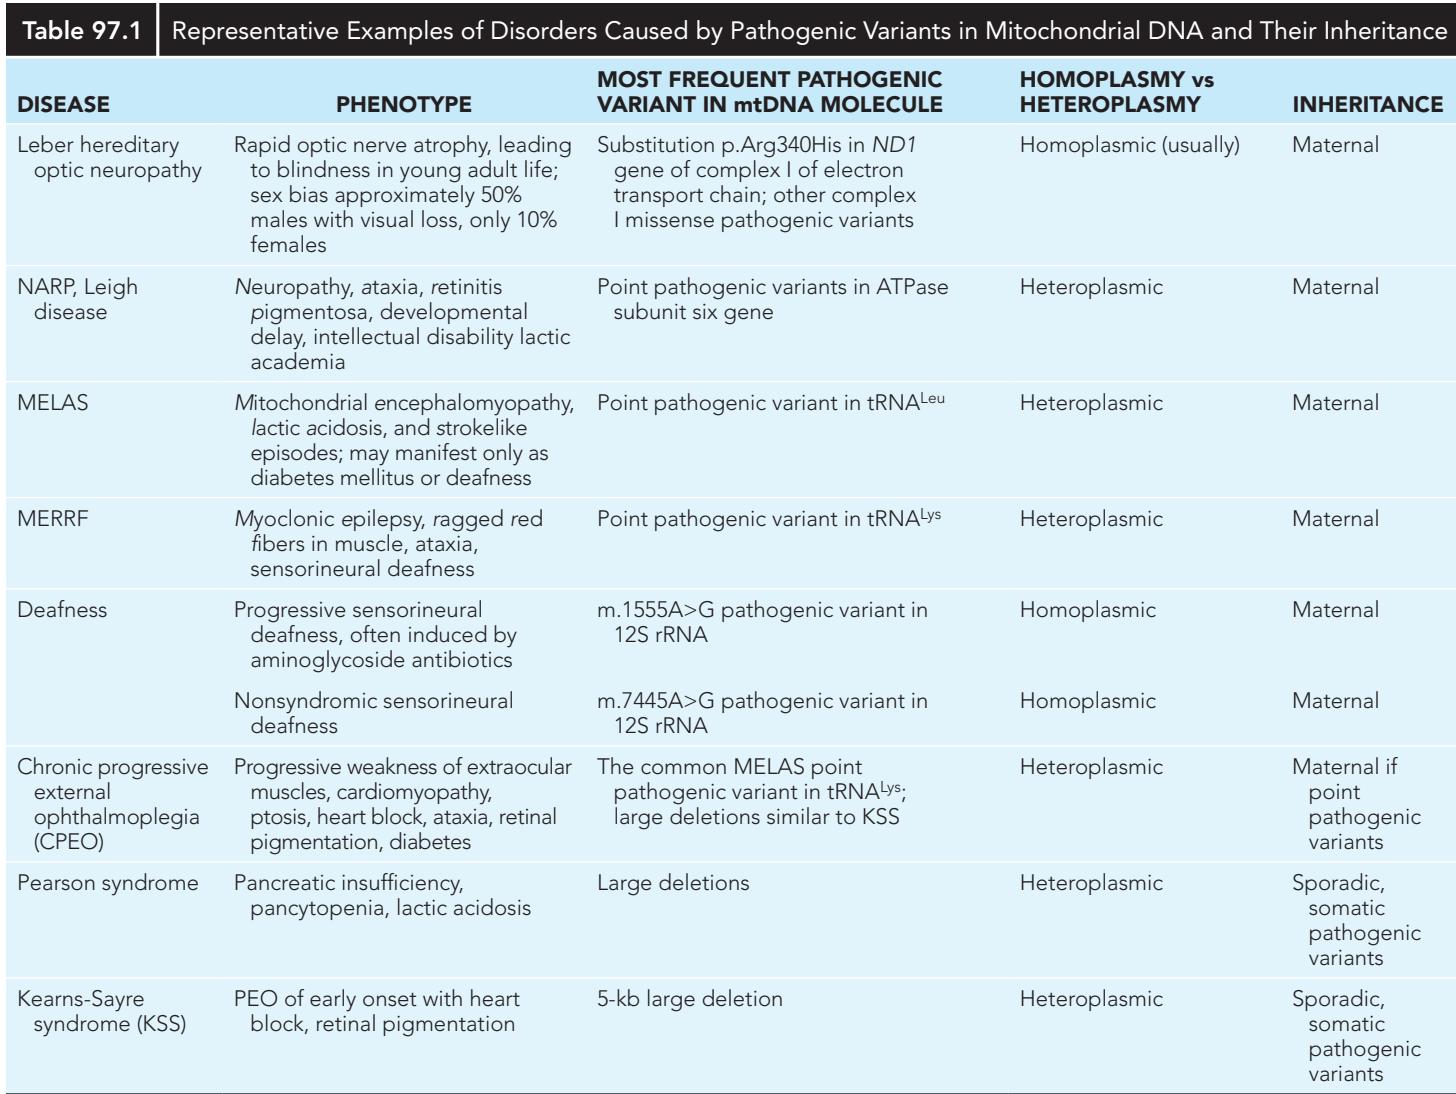 Table 97.1 Representative Examples of Disorders Caused by Pathogenic Variants in Mitochondrial DNA and Their Inheritance
DISEASE
PHENOTYPE
MOST FREQUENT PATHOGENIC
VARIANT IN mtDNA MOLECULE
HOMOPLASMY vs
HETEROPLASMY
INHERITANCE
Leber hereditary
optic neuropathy
Rapid optic nerve atrophy, leading
to blindness in young adult life;
sex bias approximately 50%
males with visual loss, only 10%
females
Substitution p.Arg340His in ND1
gene of complex I of electron
transport chain; other complex
I missense pathogenic variants
Homoplasmic (usually)
Maternal
NARP, Leigh
disease
Neuropathy, ataxia, retinitis
pigmentosa, developmental
delay, intellectual disability lactic
academia
Point pathogenic variants in ATPase
subunit six gene
Heteroplasmic
Maternal
MELAS
Mitochondrial encephalomyopathy,
lactic acidosis, and strokelike
episodes; may manifest only as
diabetes mellitus or deafness
Point pathogenic variant in tRNALeu
Heteroplasmic
Maternal
MERRF
Myoclonic epilepsy, ragged red
fibers in muscle, ataxia,
sensorineural deafness
Point pathogenic variant in tRNALys
Heteroplasmic
Maternal
Deafness
Progressive sensorineural
deafness, often induced by
aminoglycoside antibiotics
m.1555A>G pathogenic variant in
12S rRNA
Homoplasmic
Maternal
Nonsyndromic sensorineural
deafness
m.7445A>G pathogenic variant in
12S rRNA
Homoplasmic
Maternal
Chronic progressive
external
ophthalmoplegia
(CPEO)
Progressive weakness of extraocular
muscles, cardiomyopathy,
ptosis, heart block, ataxia, retinal
pigmentation, diabetes
The common MELAS point
pathogenic variant in tRNALys;
large deletions similar to KSS
Heteroplasmic
Maternal if
point
pathogenic
variants
Pearson syndrome
Pancreatic insufficiency,
pancytopenia, lactic acidosis
Large deletions
Heteroplasmic
Sporadic,
somatic
pathogenic
variants
Kearns-Sayre
syndrome (KSS)
PEO of early onset with heart
block, retinal pigmentation
5-kb large deletion
Heteroplasmic
Sporadic,
somatic
pathogenic
variants